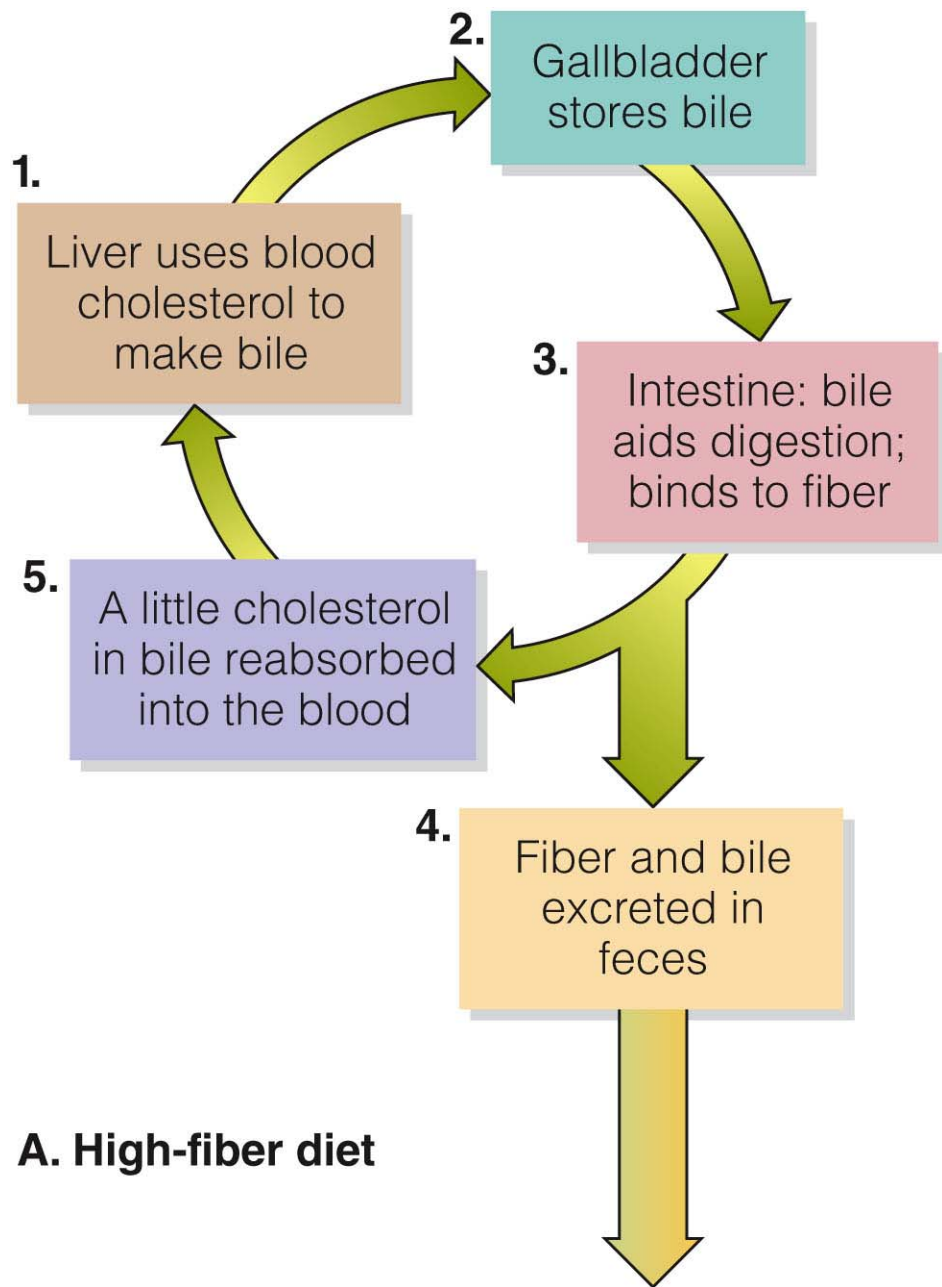 1.
Liver uses blood
cholesterol to
make bile
2.
Gallbladder
stores bile
3.
Intestine: bile
aids digestion;
binds to fiber
4.
Fiber and bile
excreted in
feces
5.
A little cholesterol
in bile reabsorbed
into the blood
A. High-fiber diet